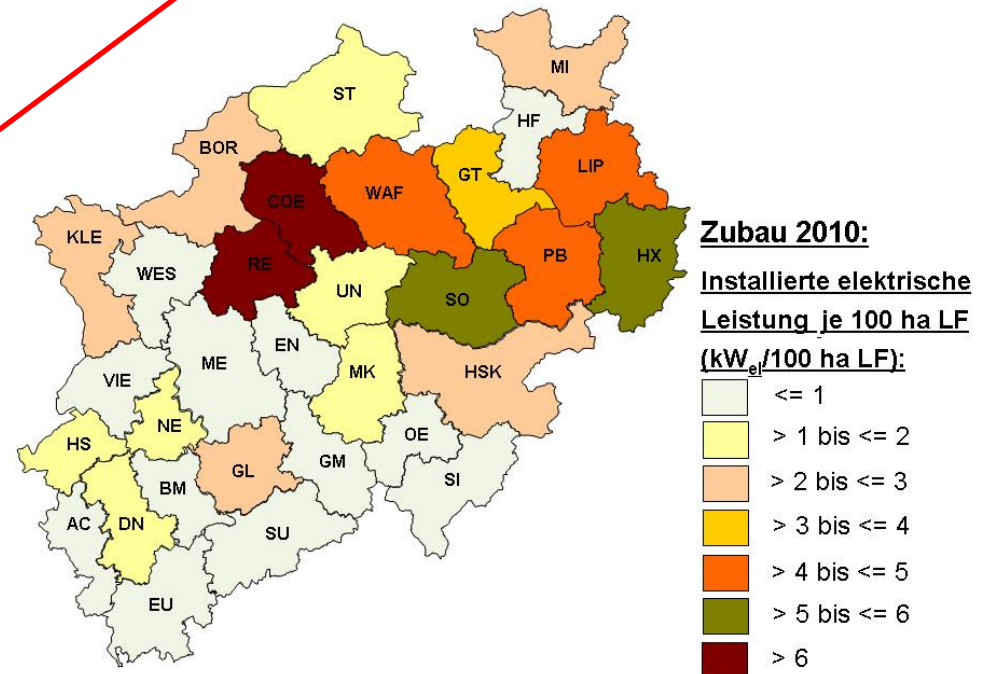 MI
ST
HF
BOR
LIP
GT
WAF
COE
KLE
PB
HX
RE
WES
UN
SO
EN
ME
MK
HSK
VIE
NE
OE
HS
GM
GL
SI
BM
AC
DN
SU
EU
Zubau 2010:
Installierte elektrische
Leistung je 100 ha LF
(kWel/100 ha LF):
<= 1
> 1 bis <= 2
> 2 bis <= 3
> 3 bis <= 4
> 4 bis <= 5
> 5 bis <= 6
> 6